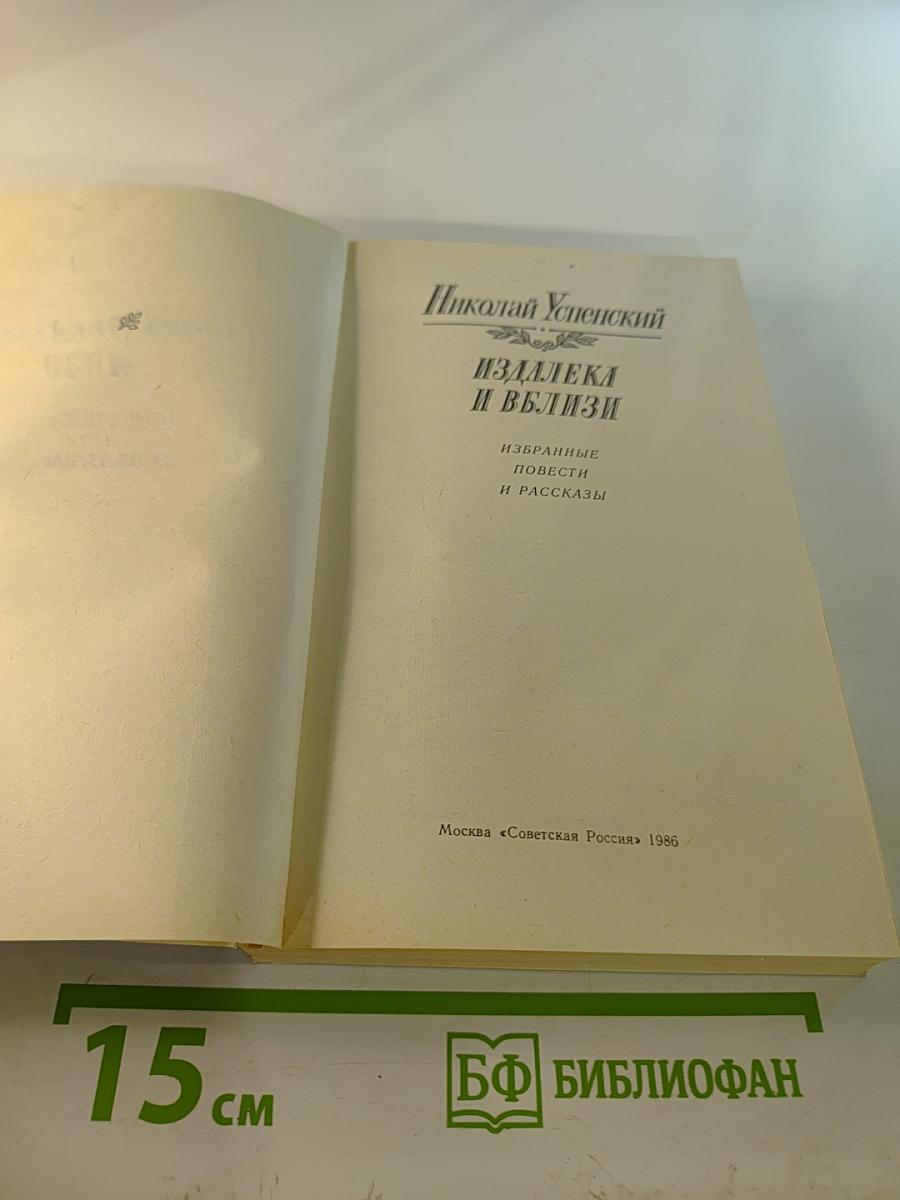 Николай Успенский
ИЗДАЛЕКА
И ВБЛИЗИ
ИЗБРАННЫЕ
ПОВЕСТИ
И РАССКАЗЫ
Москва «Советская Россия» 1986
15 см
БФ БИБЛИОФАН